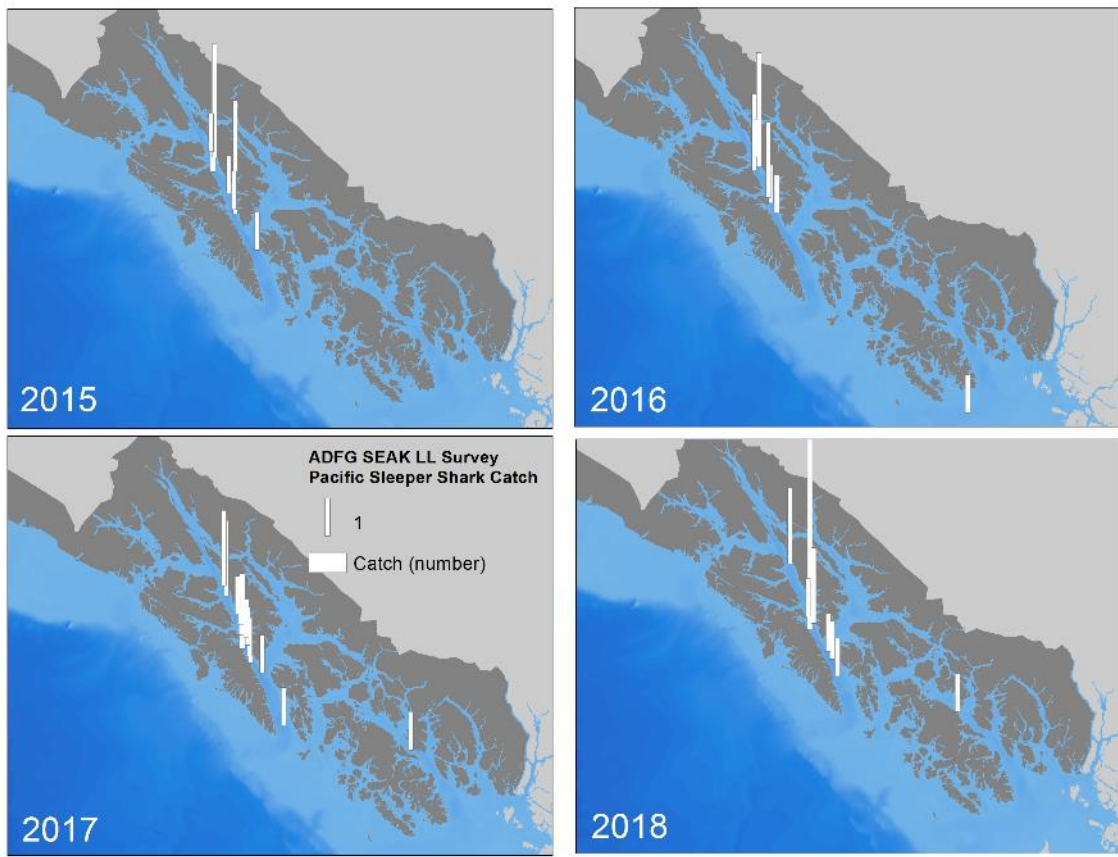 2015
2016
ADFG SEAK LL Survey
Pacific Sleeper Shark Catch
1
Catch (number)
2017
2018